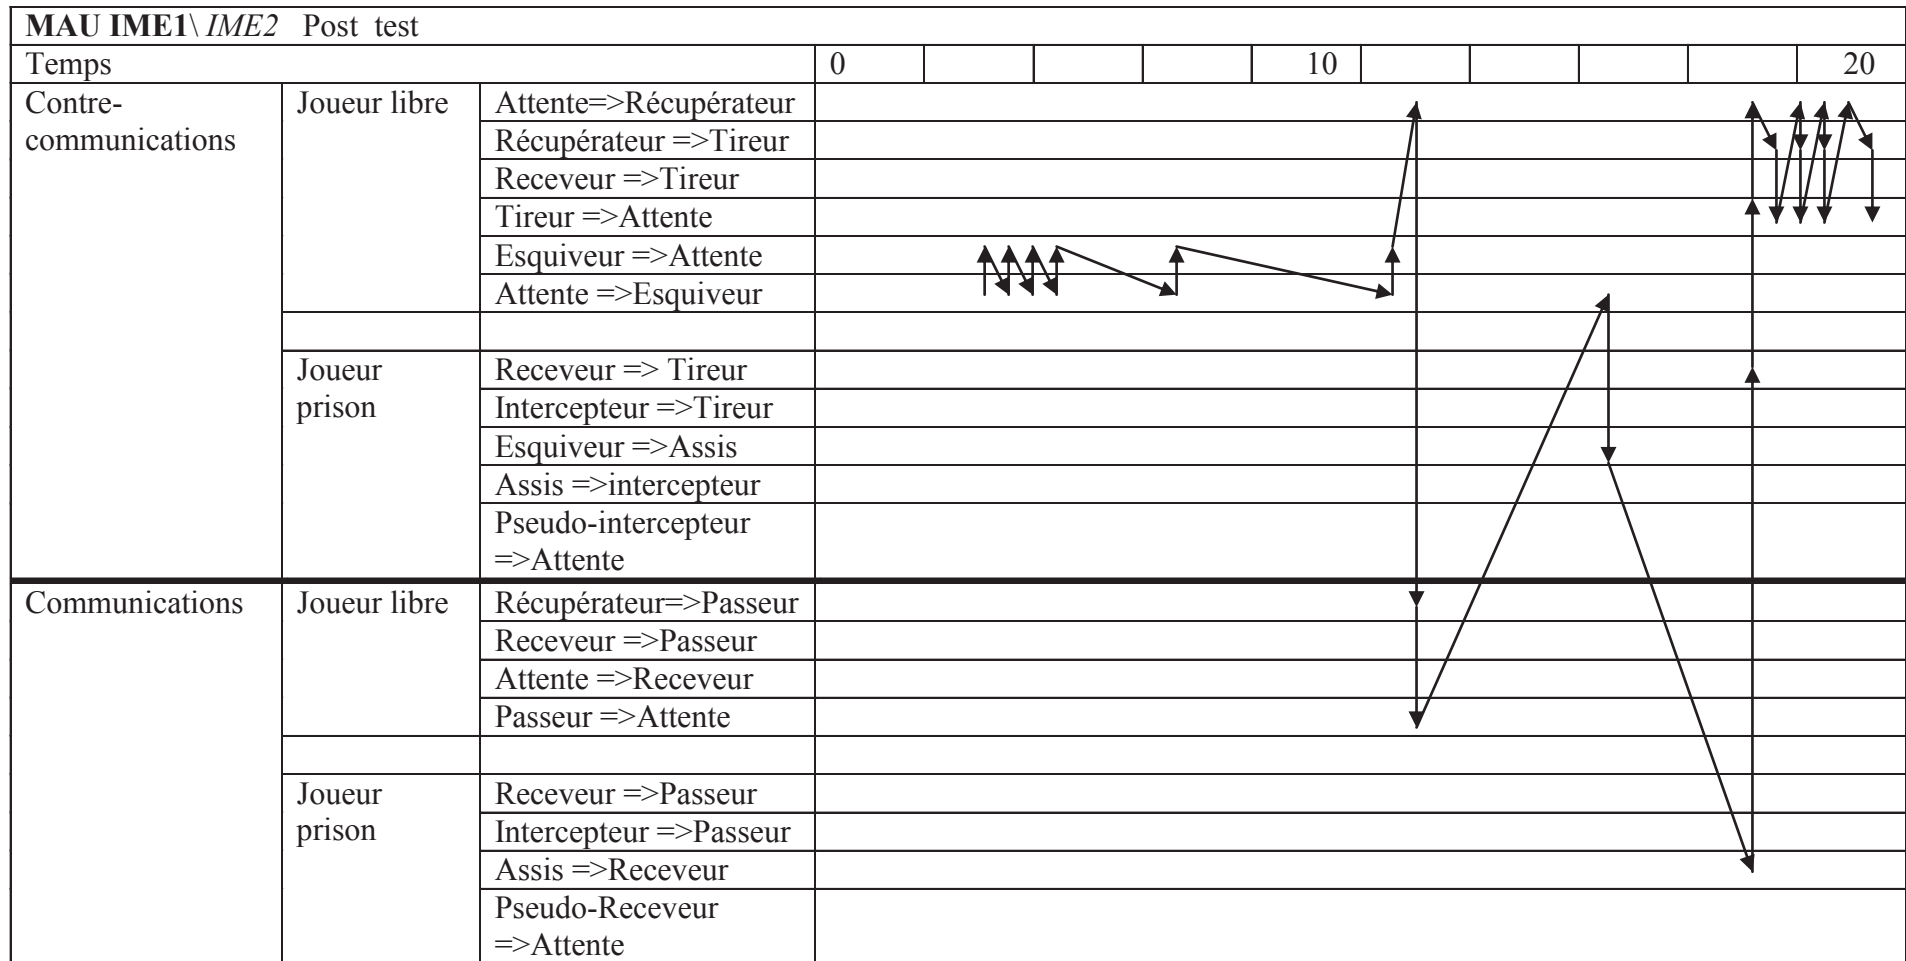 MAU IME1\ IME2 Post test
Temps 0 10 20
Contre-communications Joueur libre Attente=>Récupérateur
Récupérateur =>Tireur
Receveur =>Tireur
Tireur =>Attente
Esquiveur =>Attente
Attente =>Esquiveur
Joueur prison Receveur => Tireur
Intercepteur =>Tireur
Esquiveur =>Assis
Assis =>intercepteur
Pseudo-intercepteur
=>Attente
Communications Joueur libre Récupérateur=>Passeur
Receveur =>Passeur
Attente =>Receveur
Passeur =>Attente
Joueur prison Receveur =>Passeur
Intercepteur =>Passeur
Assis =>Receveur
Pseudo-Receveur
=>Attente